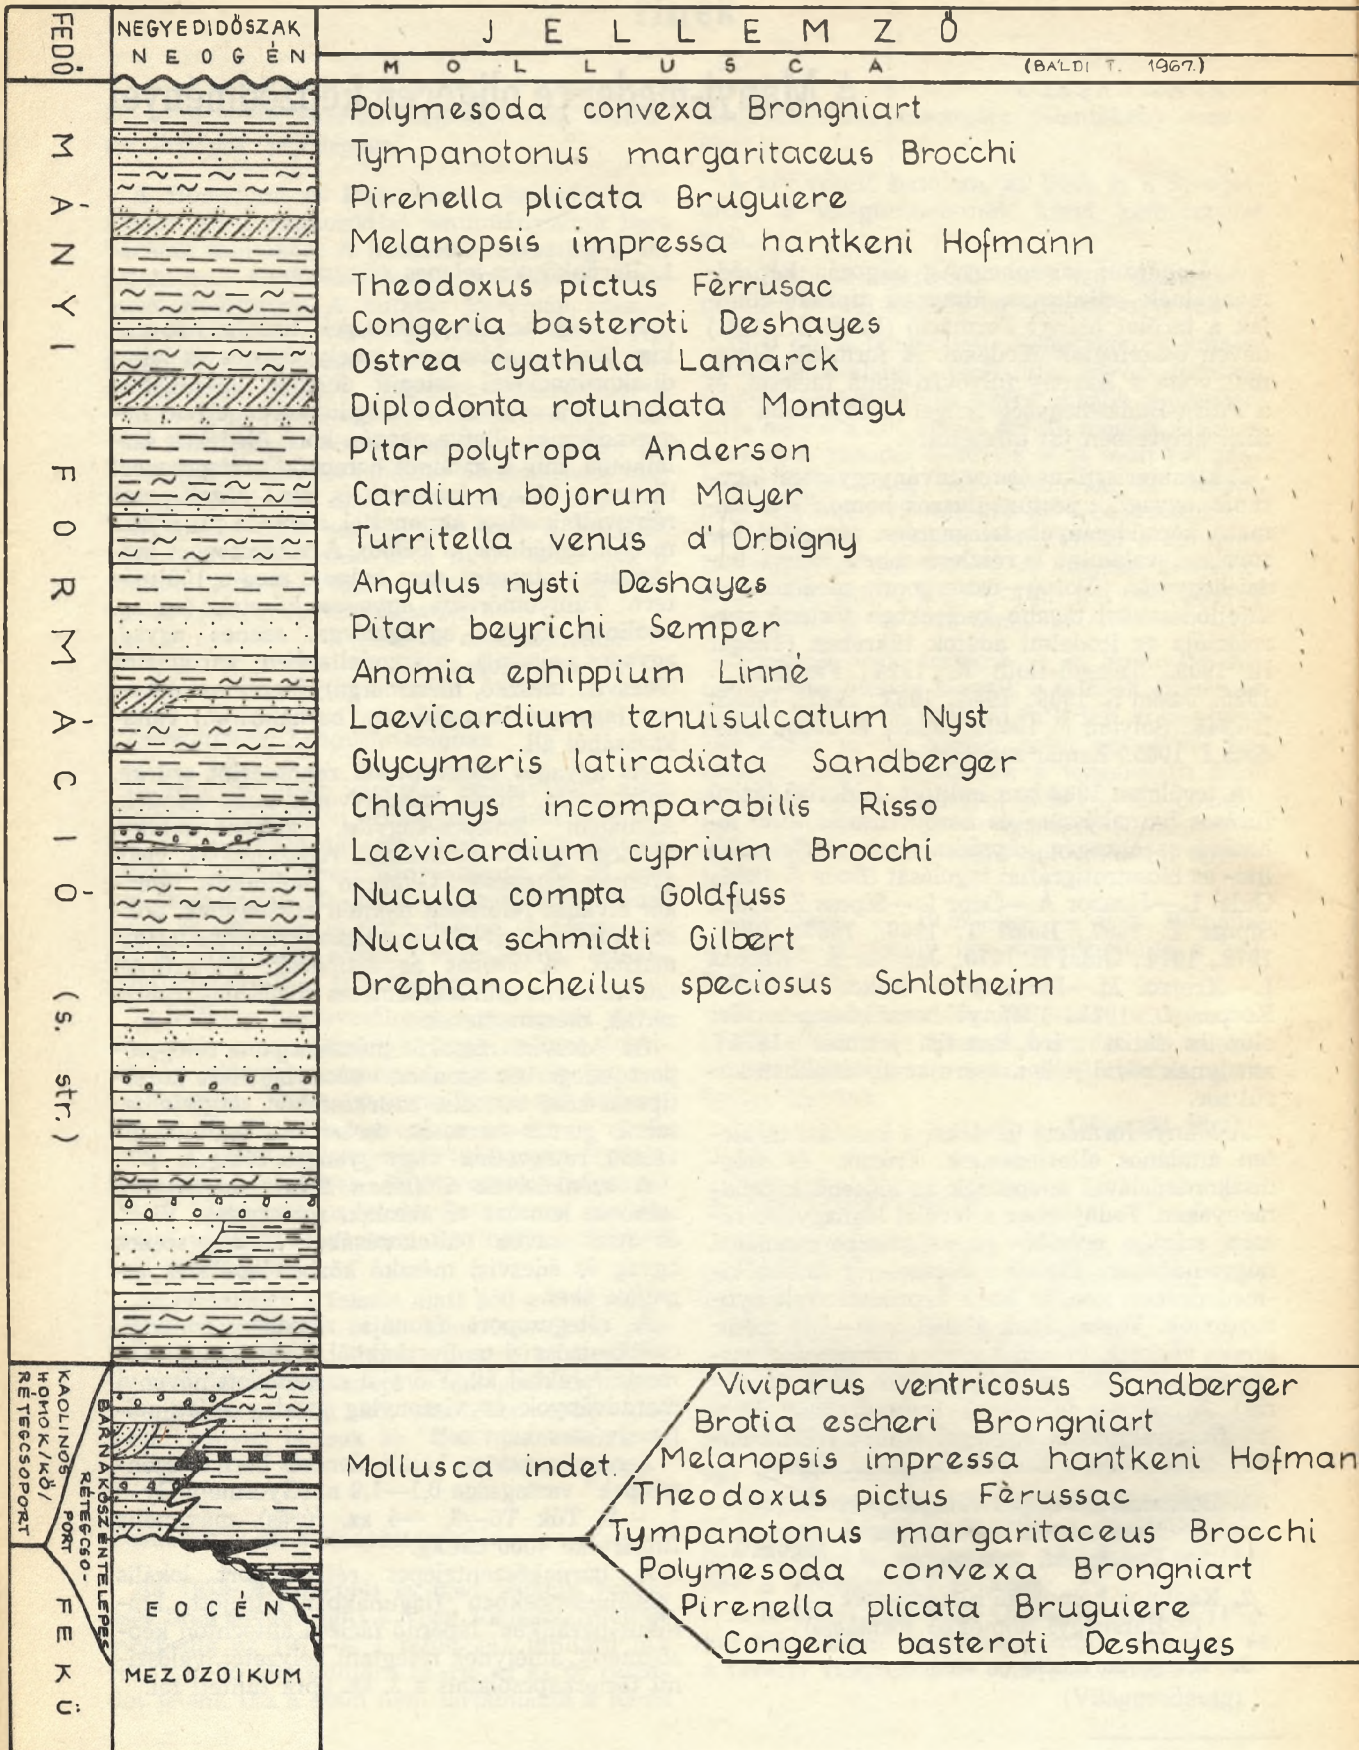 FEDŐ
NEGYEDIDŐSZAK
NEOGÉN
JELLEMZŐ
MOLLUSCA (BÁLDI T. 1967.)
MÁNYI FORMÁCIÓ (s. str.)
Polymesoda convexa Brongniart
Tympanotonus margaritaceus Brocchi
Pirenella plicata Bruguiere
Melanopsis impressa hantkeni Hofmann
Theodoxus pictus Fèrrusac
Congeria basteroti Deshayes
Ostrea cyathula Lamarck
Diplodonta rotundata Montagu
Pitar polytropa Anderson
Cardium bojorum Mayer
Turritella venus d'Orbigny
Angulus nysti Deshayes
Pitar beyrichi Semper
Anomia ephippium Linnè
Laevicardium tenuisulcatum Nyst
Glycymeris latiradiata Sandberger
Chlamys incomparabilis Risso
Laevicardium cyprium Brocchi
Nucula compta Goldfuss
Nucula schmidti Gilbert
Drephanocheilus speciosus Schlotheim
KAOLINOS
HOMOK/KŐ/
RÉTEGCSOPORT
BARNAKŐSZÉNTELEPES
RÉTEGCSO-
PORT
Mollusca indet.
Viviparus ventricosus Sandberger
Brotia escheri Brongniart
Melanopsis impressa hantkeni Hofman
Theodoxus pictus Fèrussac
Tympanotonus margaritaceus Brocchi
Polymesoda convexa Brongniart
Pirenella plicata Bruguiere
Congeria basteroti Deshayes
FEKÜ
EOCÉN
MEZOZOIKUM